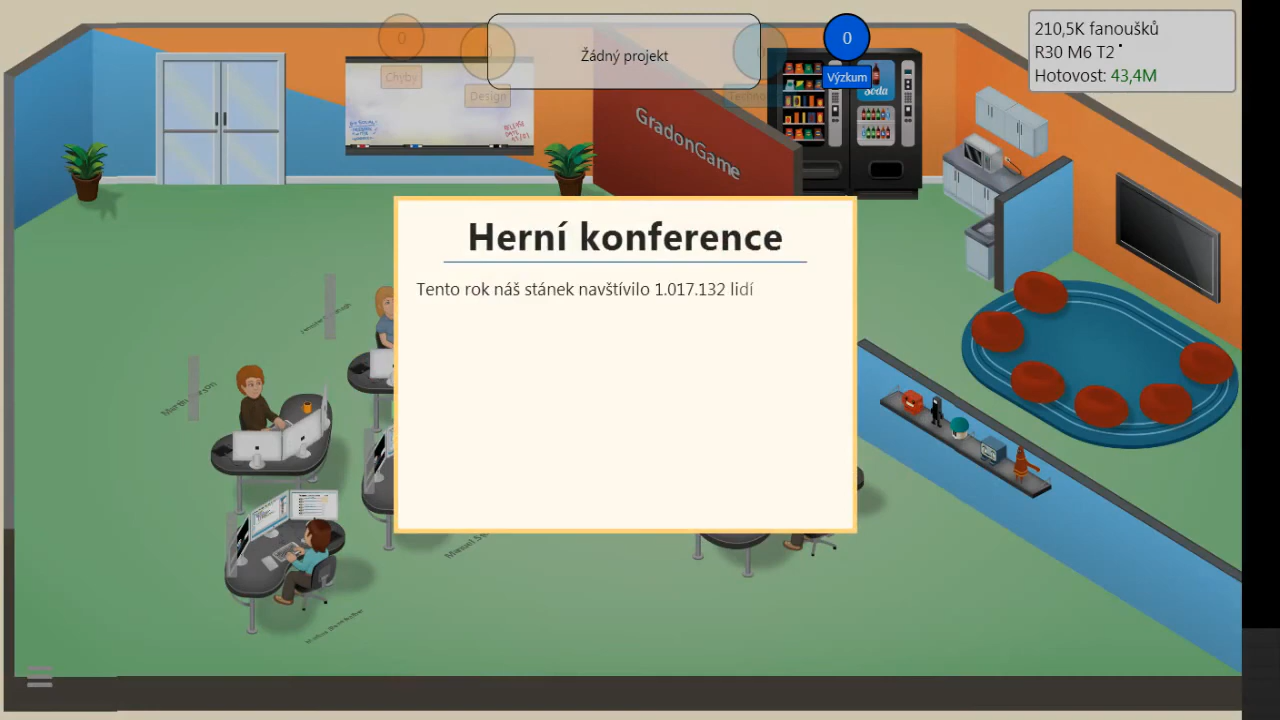 0
Žádný projekt
0
Výzkum
Chyby
Design
210,5K fanoušků
R30 M6 T2
Hotovost: 43,4M
Soda
GradonGame
RELEASE
Herní konference
Tento rok náš stánek navštívilo 1.017.132 lidí